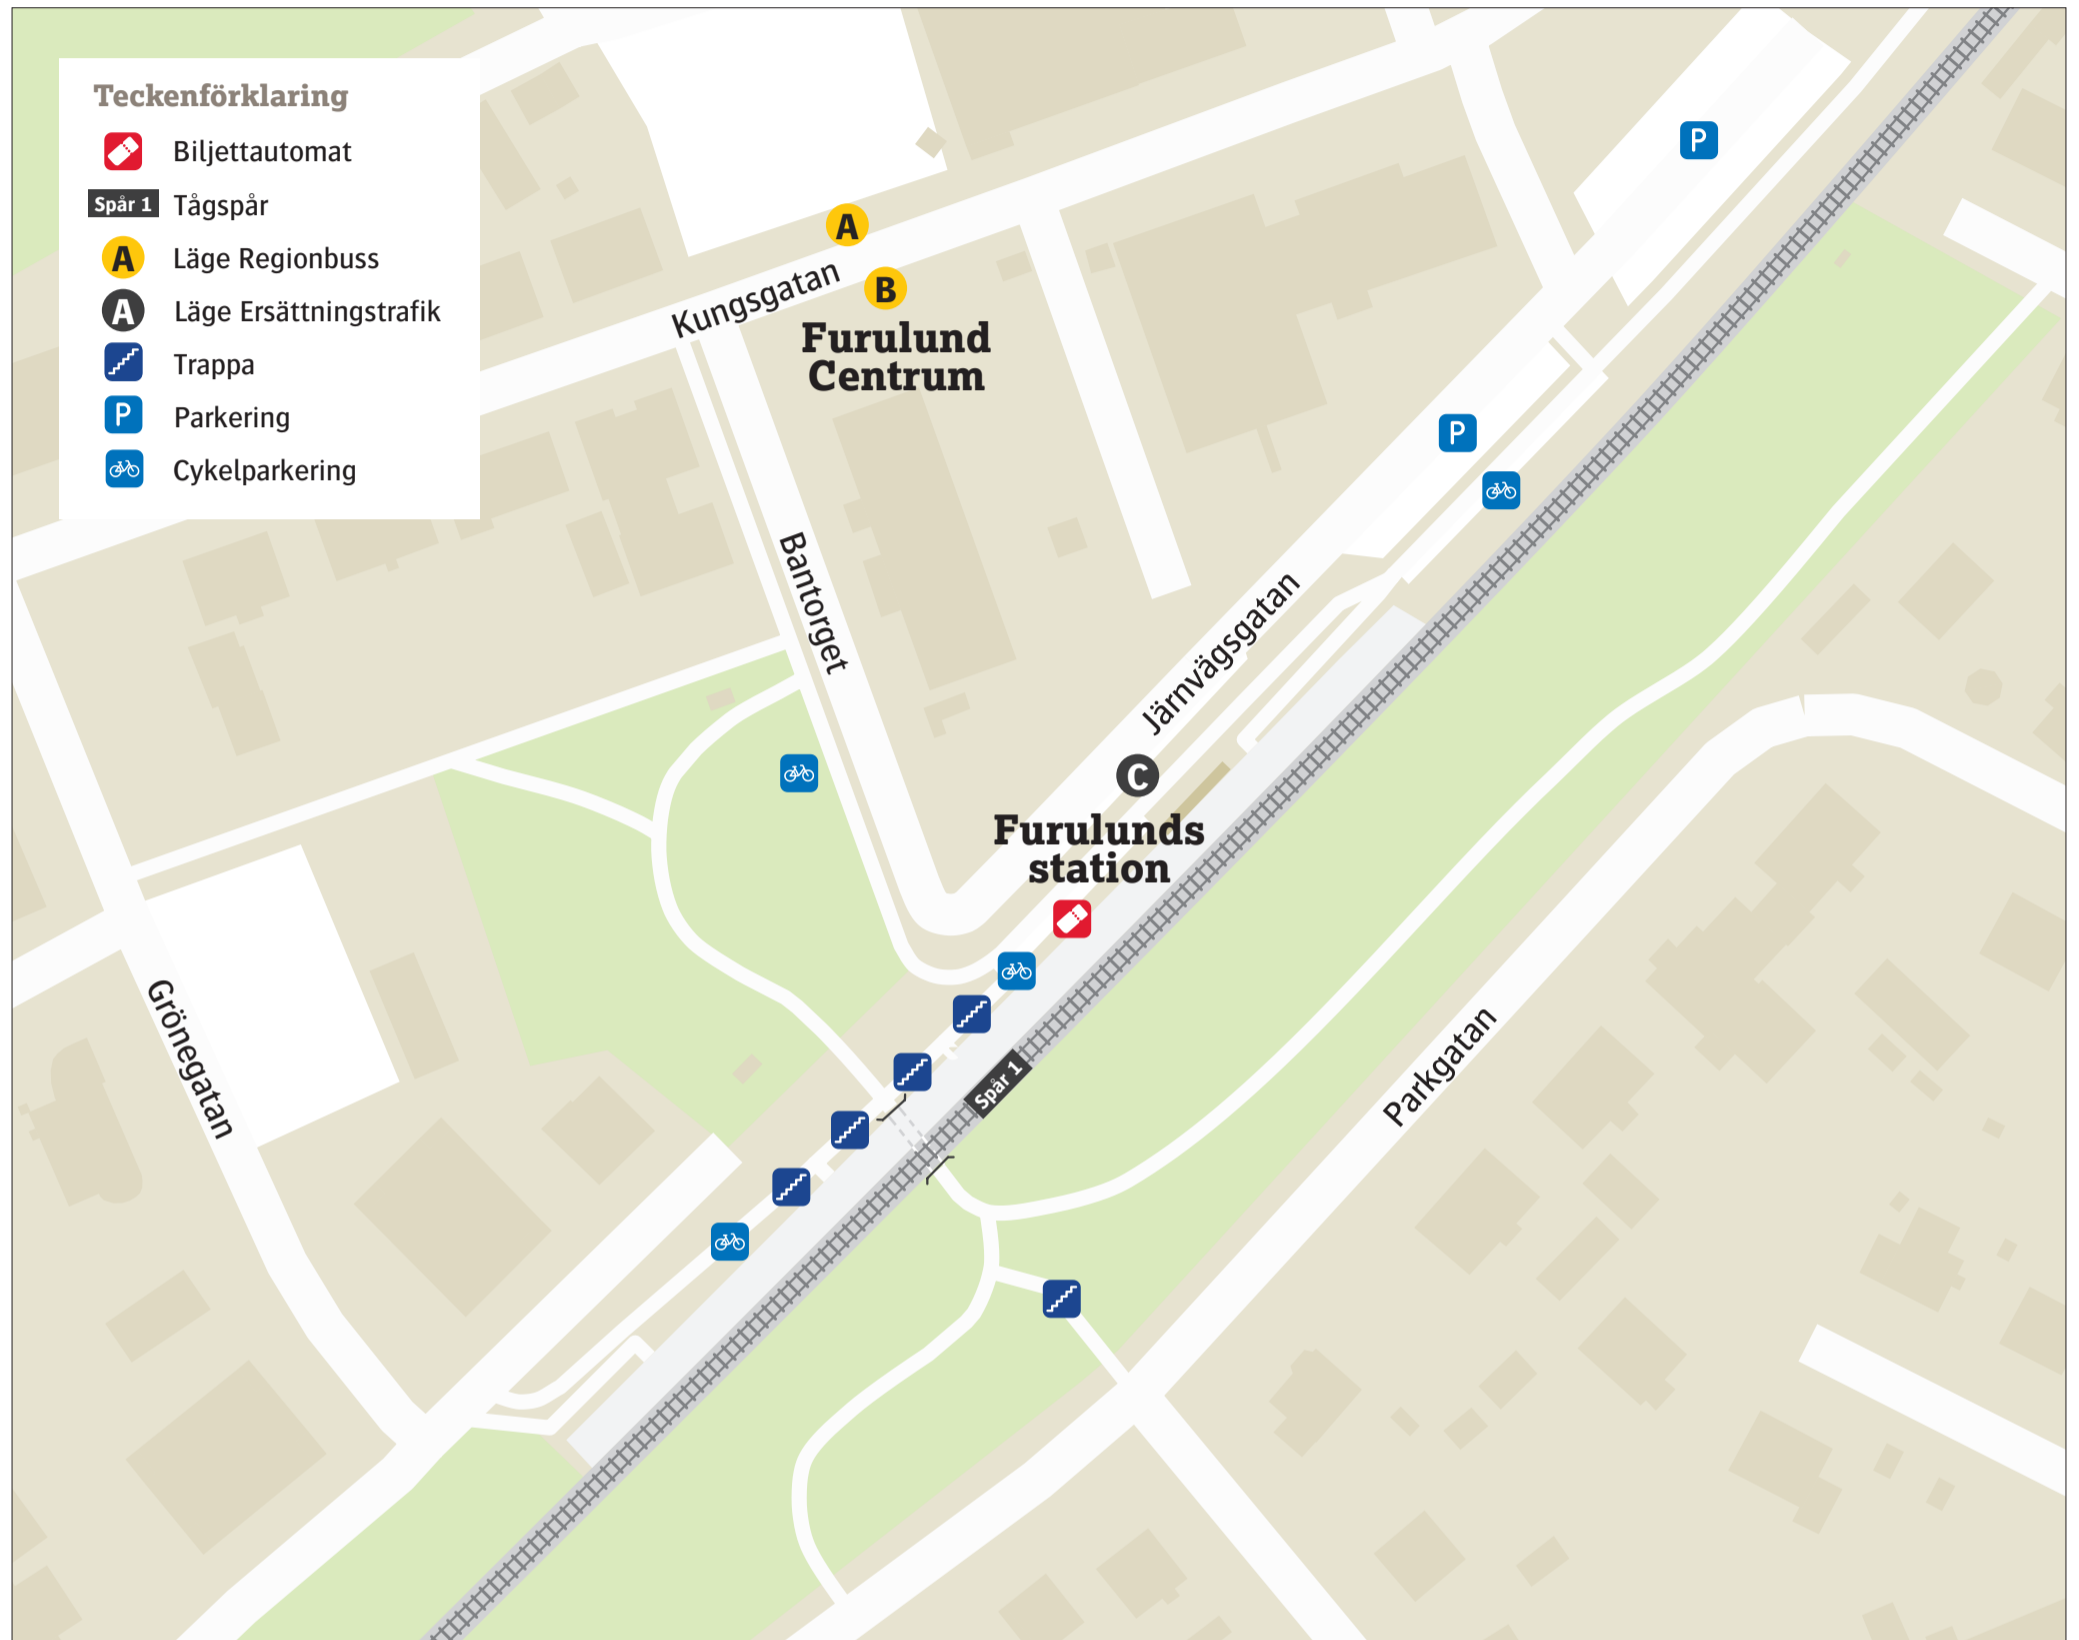 Teckenförklaring
Biljettautomat
Spår 1 Tågspår
A Läge Regionbuss
A Läge Ersättningstrafik
Trappa
P Parkering
Cykelparkering
P
A
Kungsgatan
B
Furulund
Centrum
P
Bantorget
Järnvägsgatan
C
Furulunds
station
Grönegatan
Spår 1
Parkgatan